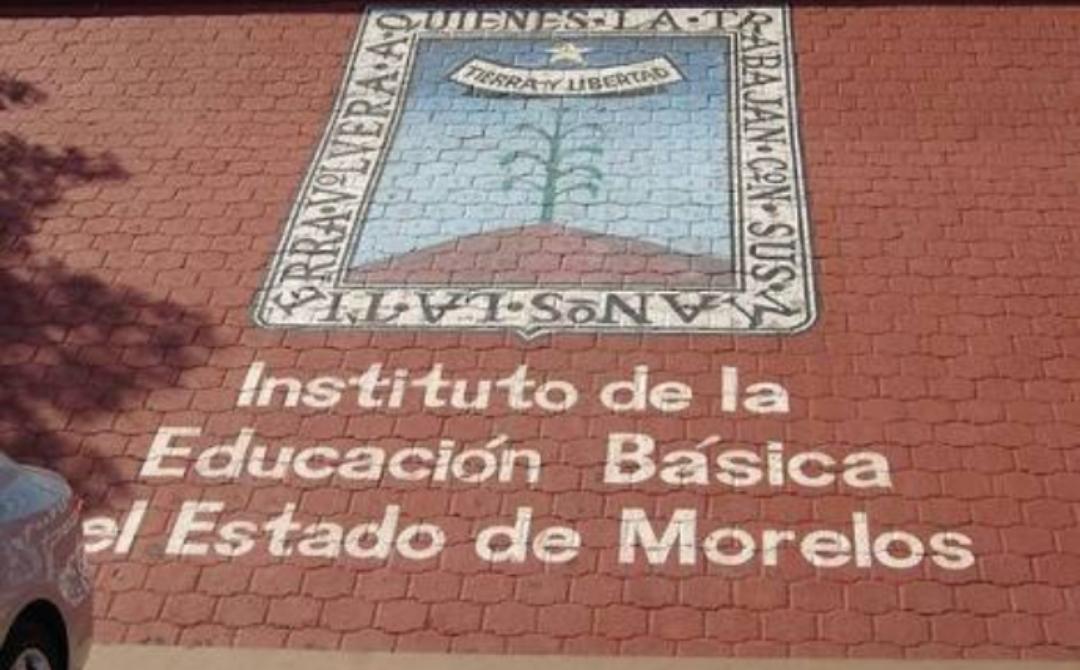 LA·TIERRA·VOLVERA·A·QUIENES·LA·TRABAJAN·CON·SUS·MANOS·
TIERRA Y LIBERTAD
Instituto de la
Educación Básica
el Estado de Morelos